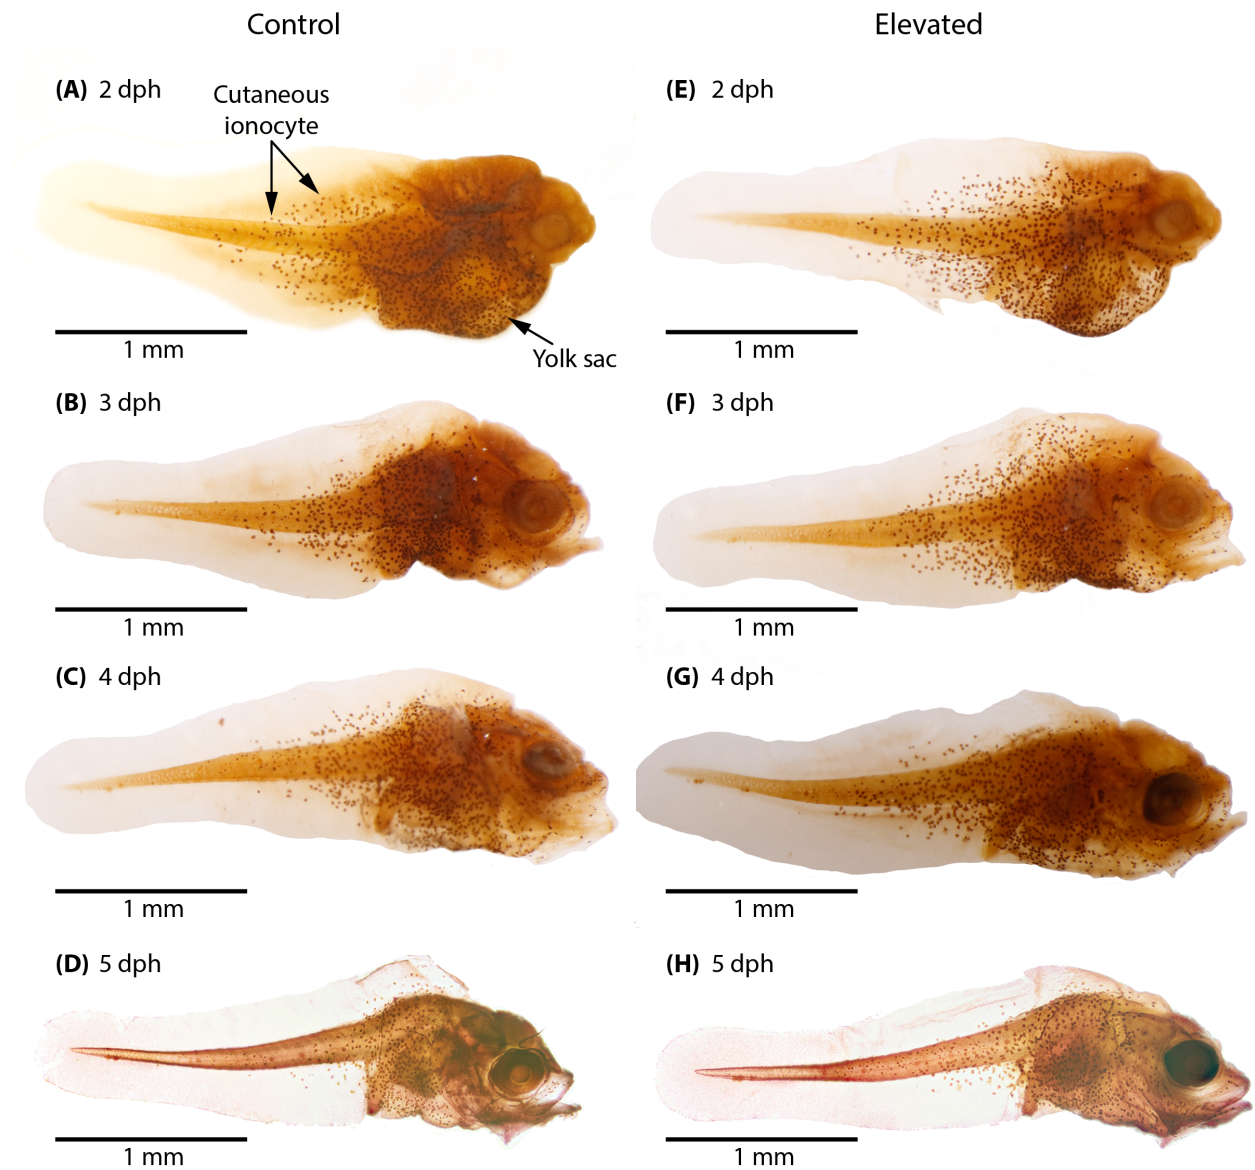 Control
Elevated
(A) 2 dph
(E) 2 dph
Cutaneous
ionocyte
1 mm
Yolk sac
1 mm
(B) 3 dph
(F) 3 dph
1 mm
1 mm
(C) 4 dph
(G) 4 dph
1 mm
1 mm
(D) 5 dph
(H) 5 dph
1 mm
1 mm